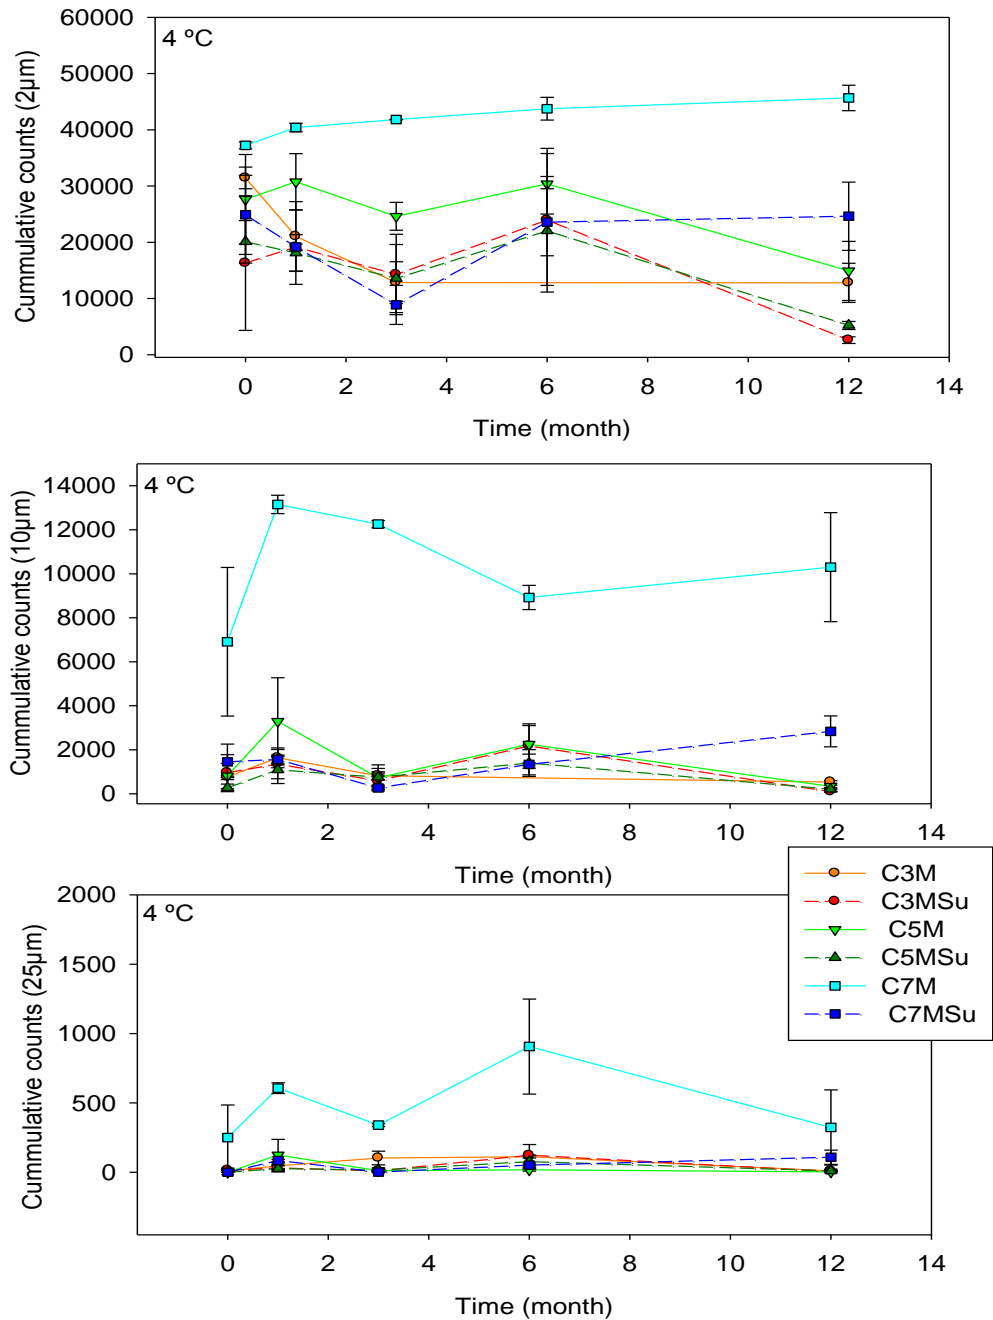 60000
4 ºC
50000
40000
30000
20000
10000
0
Cummulative counts (2µm)
0 2 4 6 8 10 12 14
Time (month)
14000
4 ºC
12000
10000
8000
6000
4000
2000
0
Cummulative counts (10µm)
0 2 4 6 8 10 12 14
Time (month)
C3M
C3MSu
C5M
C5MSu
C7M
C7MSu
2000
4 ºC
1500
1000
500
0
Cummulative counts (25µm)
0 2 4 6 8 10 12 14
Time (month)